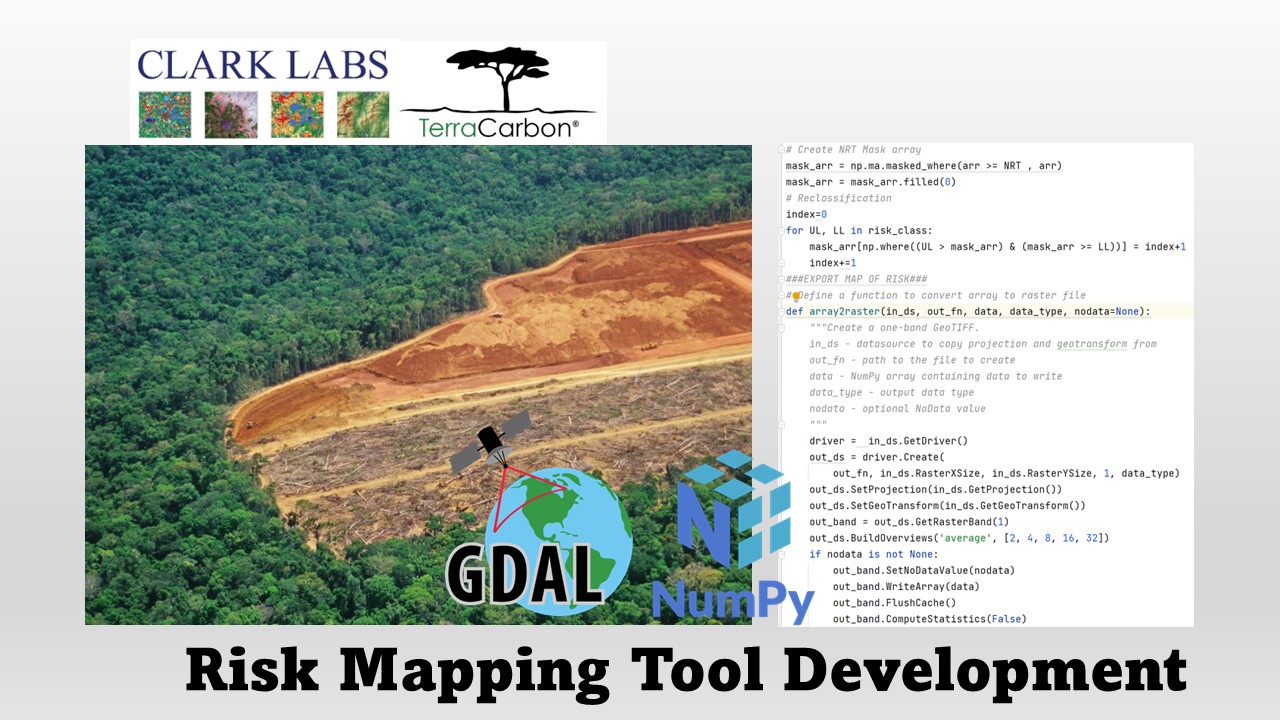 CLARK LABS
TerraCarbon®
# Create NRT Mask array
mask_arr = np.ma.masked_where(arr >= NRT , arr)
mask_arr = mask_arr.filled(0)
# Reclassification
index=0
for UL, LL in risk_class:
    mask_arr[np.where((UL > mask_arr) & (mask_arr >= LL))] = index+1
    index+=1
###EXPORT MAP OF RISK###
# Define a function to convert array to raster file
def array2raster(in_ds, out_fn, data, data_type, nodata=None):
    """Create a one-band GeoTIFF.
    in_ds - datasource to copy projection and geotransform from
    out_fn - path to the file to create
    data - NumPy array containing data to write
    data_type - output data type
    nodata - optional NoData value
    """
    driver =  in_ds.GetDriver()
    out_ds = driver.Create(
        out_fn, in_ds.RasterXSize, in_ds.RasterYSize, 1, data_type)
    out_ds.SetProjection(in_ds.GetProjection())
    out_ds.SetGeoTransform(in_ds.GetGeoTransform())
    out_band = out_ds.GetRasterBand(1)
    out_ds.BuildOverviews('average', [2, 4, 8, 16, 32])
    if nodata is not None:
        out_band.SetNoDataValue(nodata)
        out_band.WriteArray(data)
        out_band.FlushCache()
        out_band.ComputeStatistics(False)
GDAL
N
NumPy
Risk Mapping Tool Development